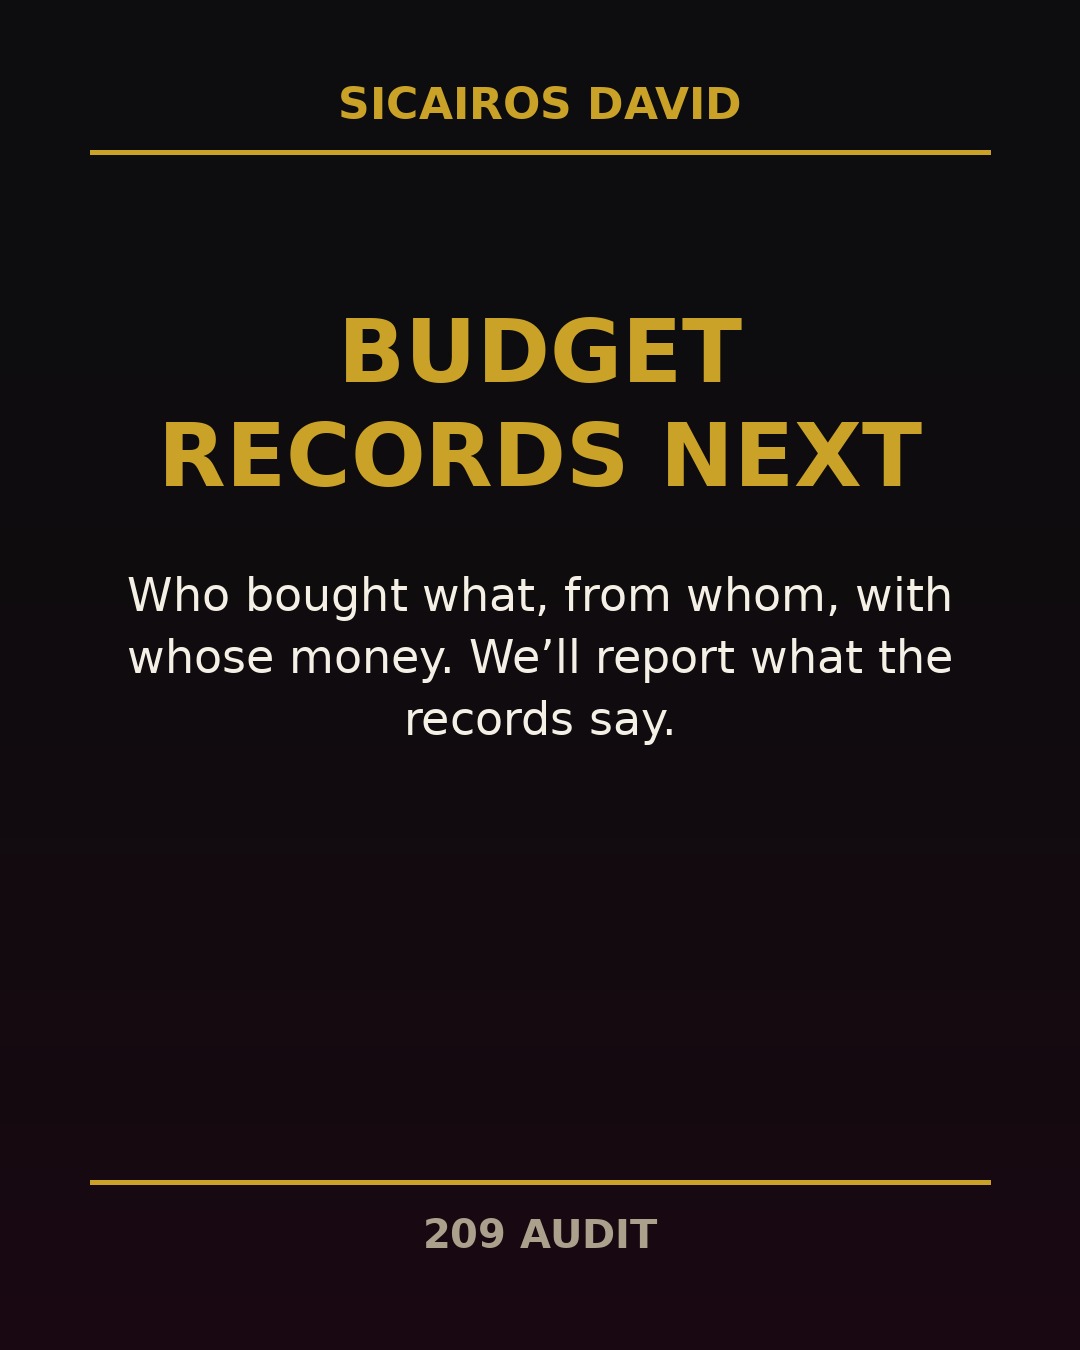 SICAIROS DAVID
BUDGET
RECORDS NEXT
Who bought what, from whom, with
whose money. We’ll report what the
records say.
209 AUDIT